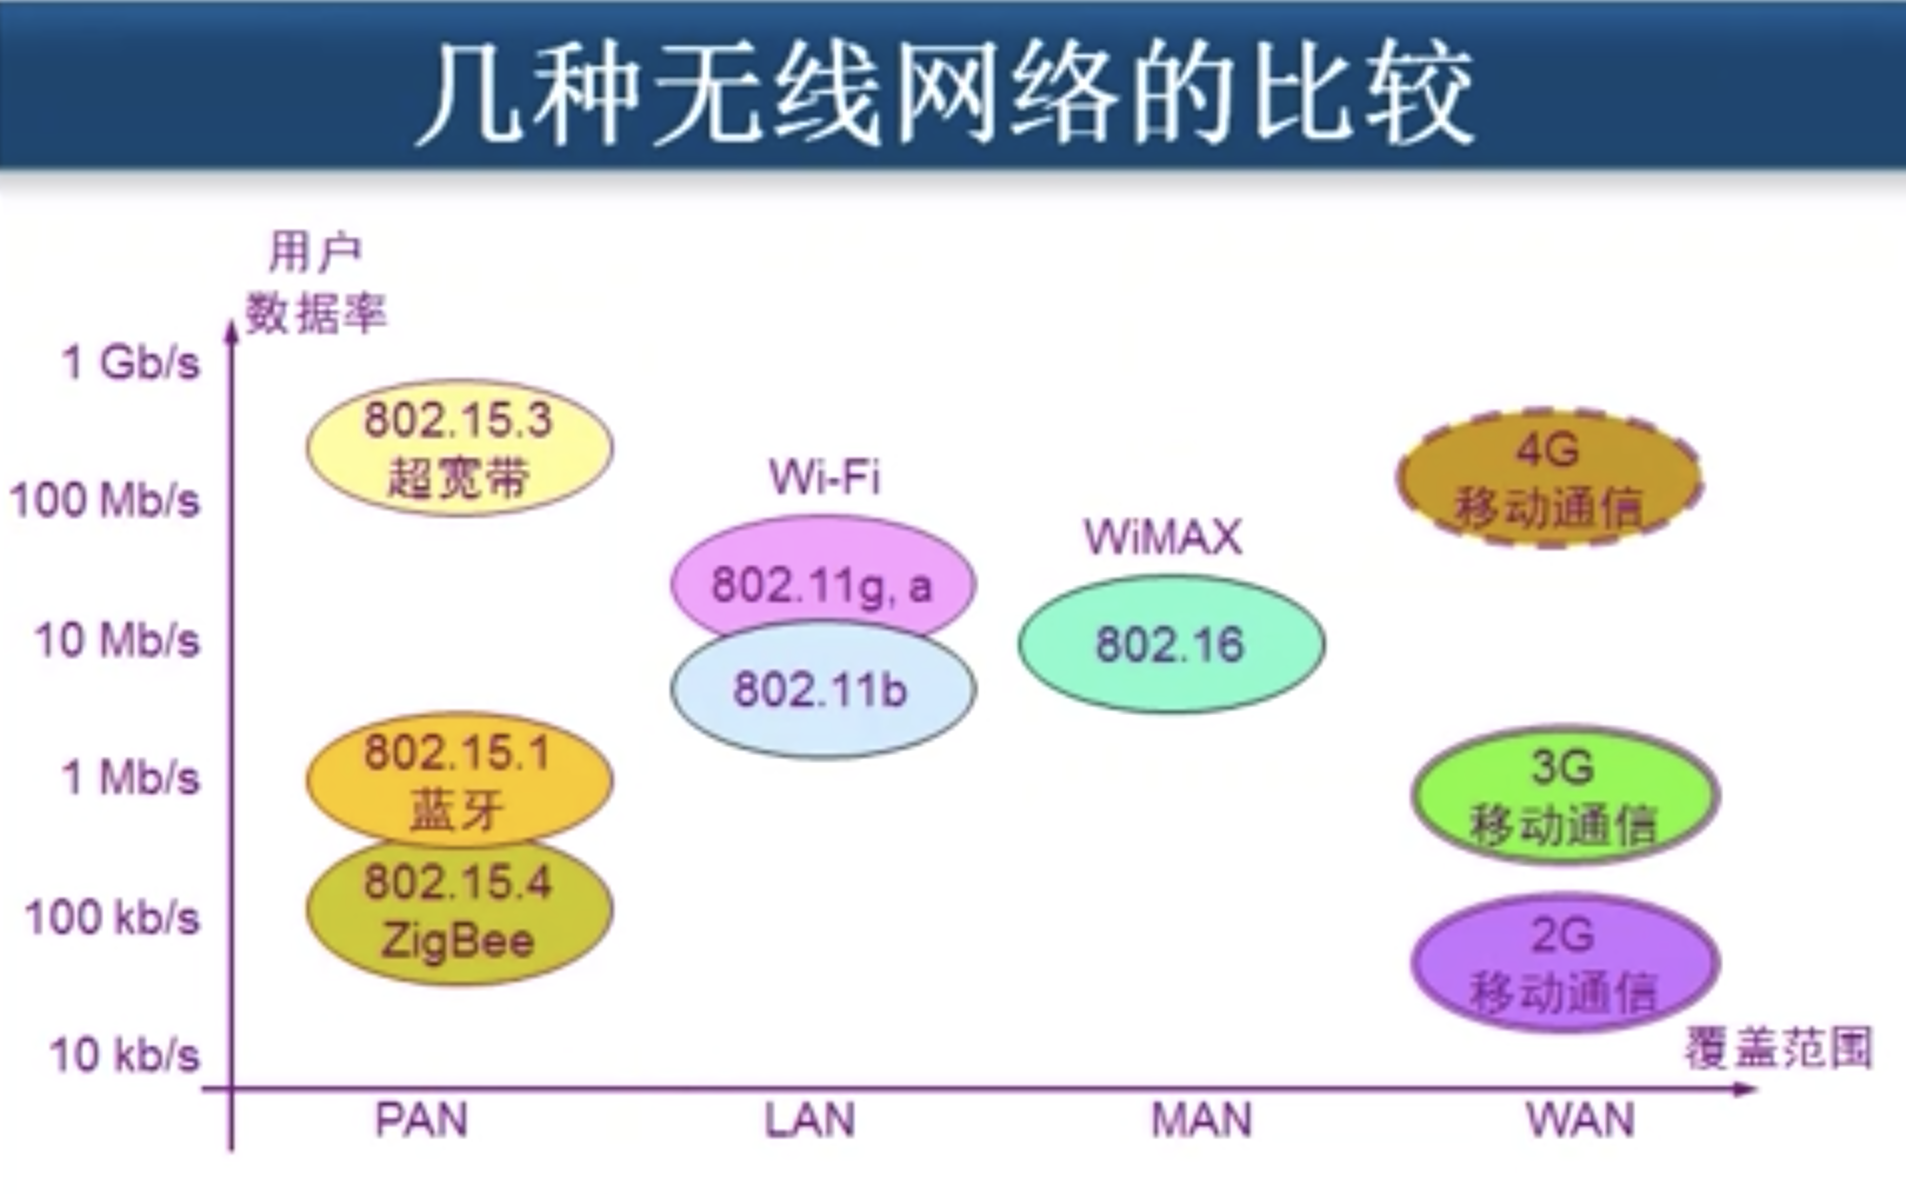 几种无线网络的比较
用户
数据率
1 Gb/s
100 Mb/s
10 Mb/s
1 Mb/s
100 kb/s
10 kb/s
802.15.3
超宽带
802.15.1
蓝牙
802.15.4
ZigBee
Wi-Fi
802.11g, a
802.11b
WiMAX
802.16
4G
移动通信
3G
移动通信
2G
移动通信
覆盖范围
PAN
LAN
MAN
WAN